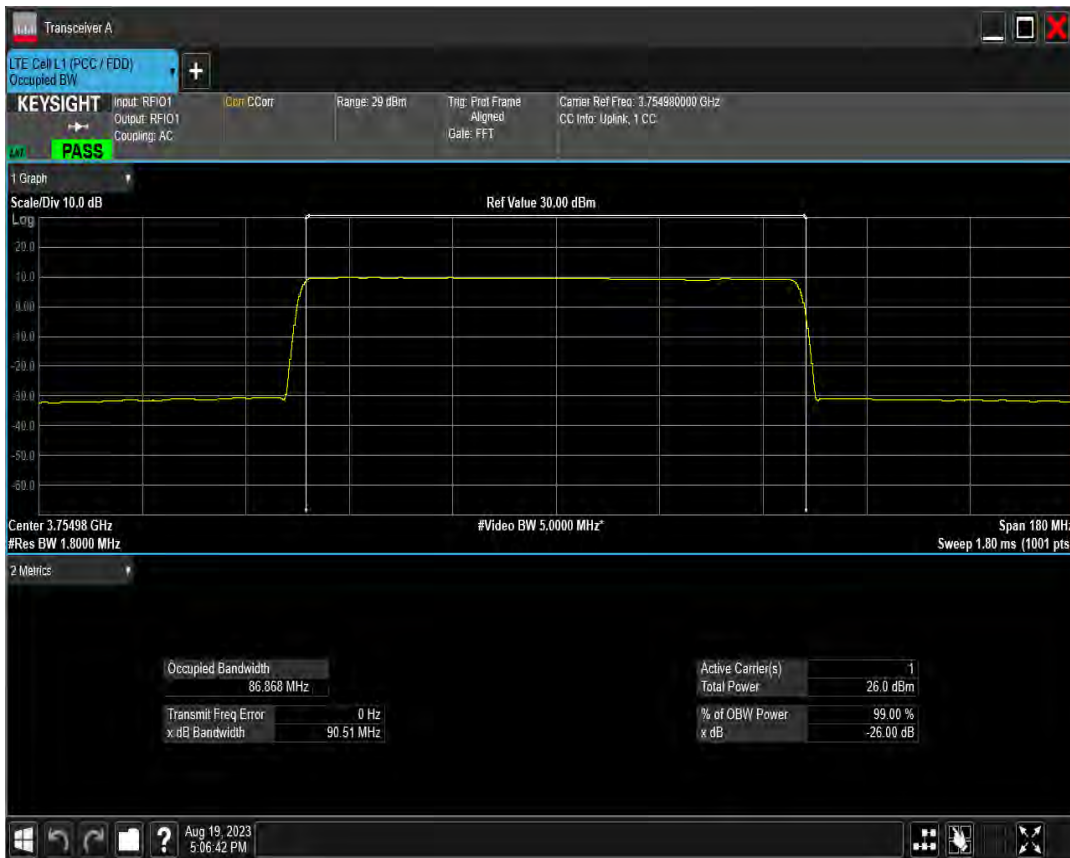 Transceiver A
LTE Cell L1 (PCC / FDD)
Occupied BW
+
KEYSIGHT
Input: RFIO1
Output: RFIO1
Coupling: AC
Corr CCorr
Range: 29 dBm
Trig: Prot Frame
Aligned
Gate: FFT
Carrier Ref Freq: 3.754980000 GHz
CC Info: Uplink, 1 CC
PASS
1 Graph
Scale/Div 10.0 dB
Ref Value 30.00 dBm
Log
20.0
10.0
0.00
-10.0
-20.0
-30.0
-40.0
-50.0
-60.0
Center 3.75498 GHz
#Video BW 5.0000 MHz*
Span 180 MHz
#Res BW 1.8000 MHz
Sweep 1.80 ms (1001 pts
2 Metrics
Occupied Bandwidth
86.868 MHz
Transmit Freq Error 0 Hz
x dB Bandwidth 90.51 MHz
Active Carrier(s) 1
Total Power 26.0 dBm
% of OBW Power 99.00 %
x dB -26.00 dB
?
Aug 19, 2023
5:06:42 PM